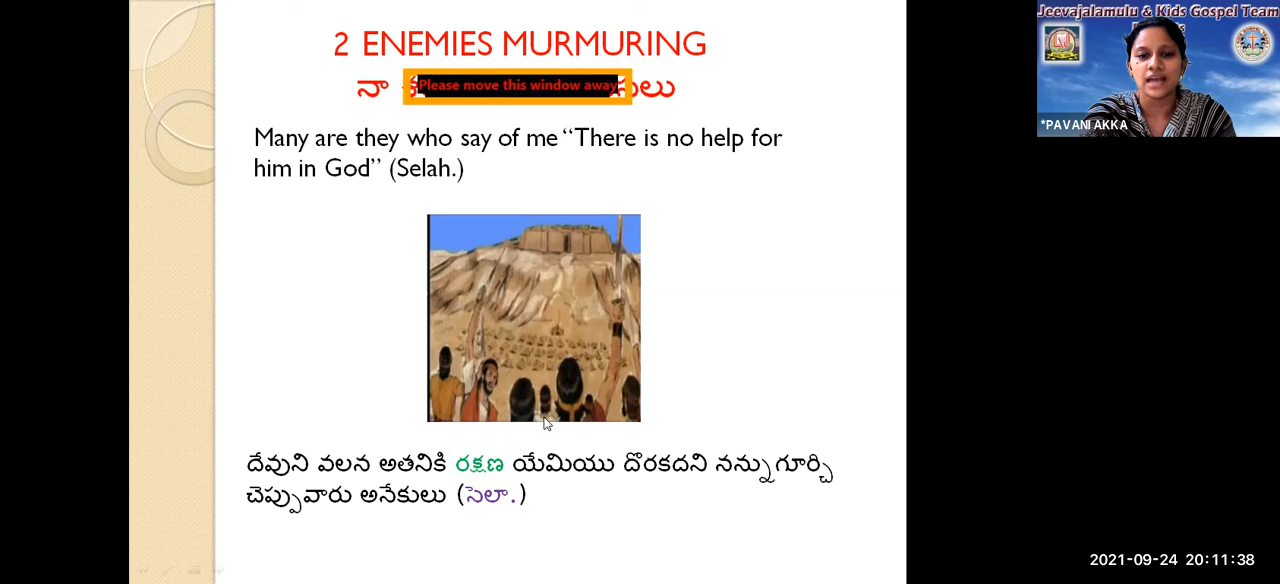 2 ENEMIES MURMURING
నా
Please move this window away
Many are they who say of me “There is no help for
him in God” (Selah.)
దేవుని వలన అతనికి రక్షణ యేమియు దొరకదని నన్నుగూర్చి
చెప్పువారు అనేకులు (సెలా.)
Jeevajalamulu & Kids Gospel Team
*PAVANI AKKA
2021-09-24 20:11:38